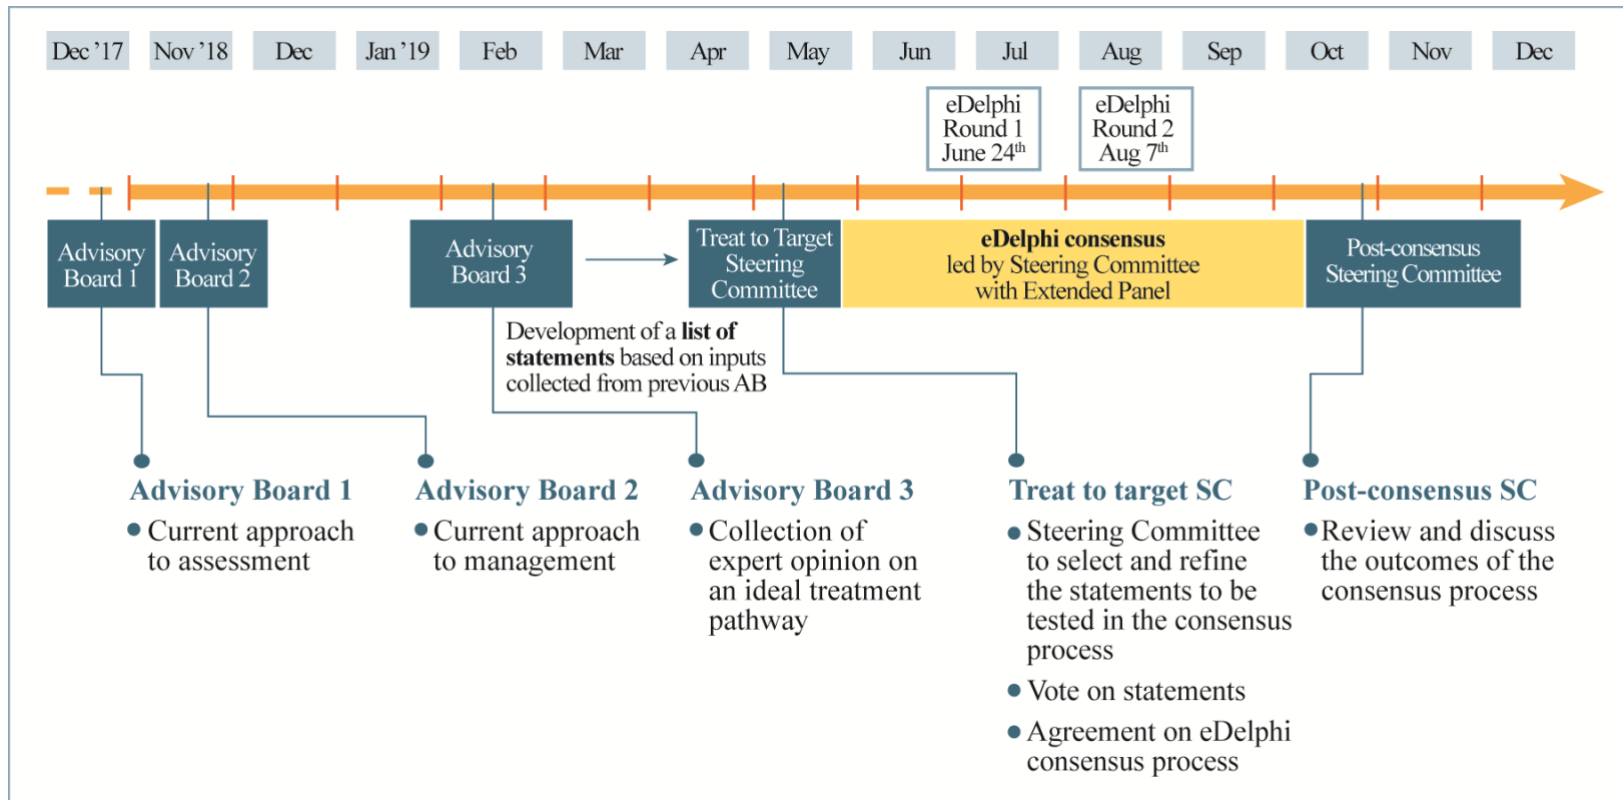 Dec ’17
Nov ’18
Dec
Jan ’19
Feb
Mar
Apr
May
Jun
Jul
Aug
Sep
Oct
Nov
Dec
eDelphi
Round 1
June 24th
eDelphi
Round 2
Aug 7th
Advisory
Board 1
Advisory
Board 2
Advisory
Board 3
Treat to Target
Steering
Committee
eDelphi consensus
led by Steering Committee
with Extended Panel
Post-consensus
Steering Committee
Development of a list of
statements based on inputs
collected from previous AB
Advisory Board 1
• Current approach
to assessment
Advisory Board 2
• Current approach
to management
Advisory Board 3
• Collection of
expert opinion on
an ideal treatment
pathway
Treat to target SC
• Steering Committee
to select and refine
the statements to be
tested in the consensus
process
• Vote on statements
• Agreement on eDelphi
consensus process
Post-consensus SC
• Review and discuss
the outcomes of the
consensus process